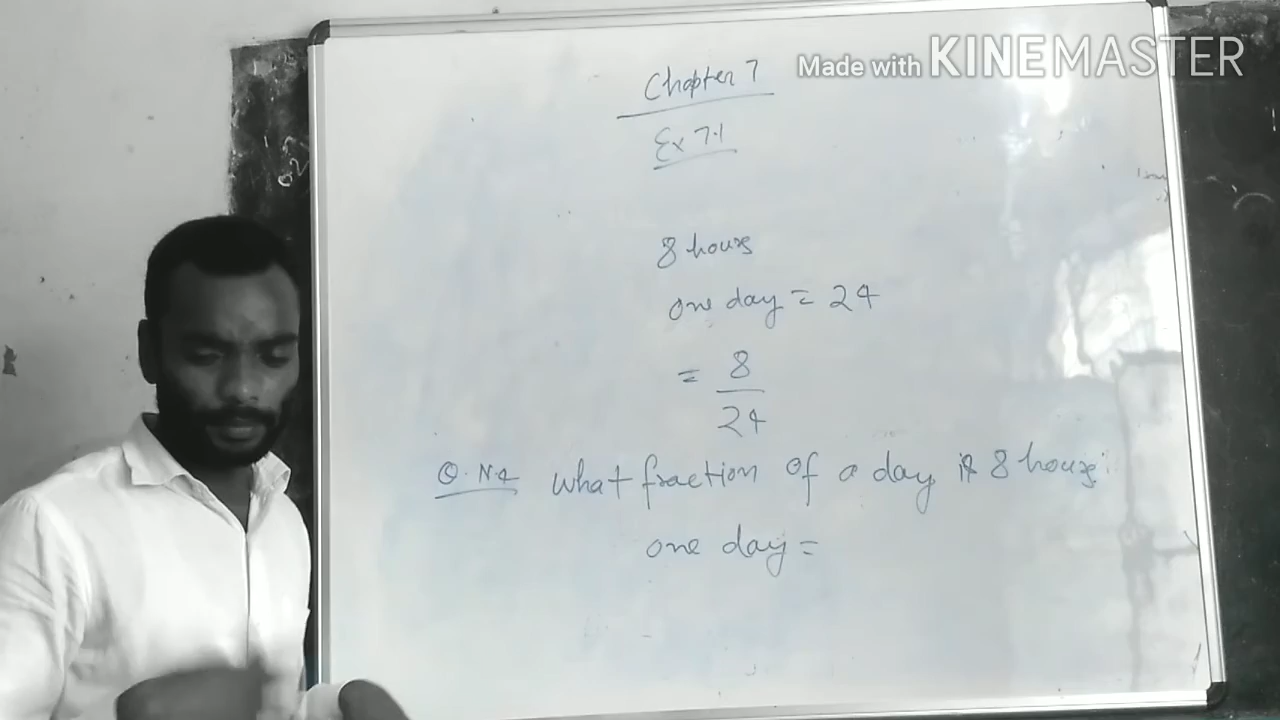 Made with KINEMASTER
Chapter 7
Ex 7.1
8 hours
one day = 24
= 8
24
Q.N.4 What fraction of a day is 8 hours.
one day =